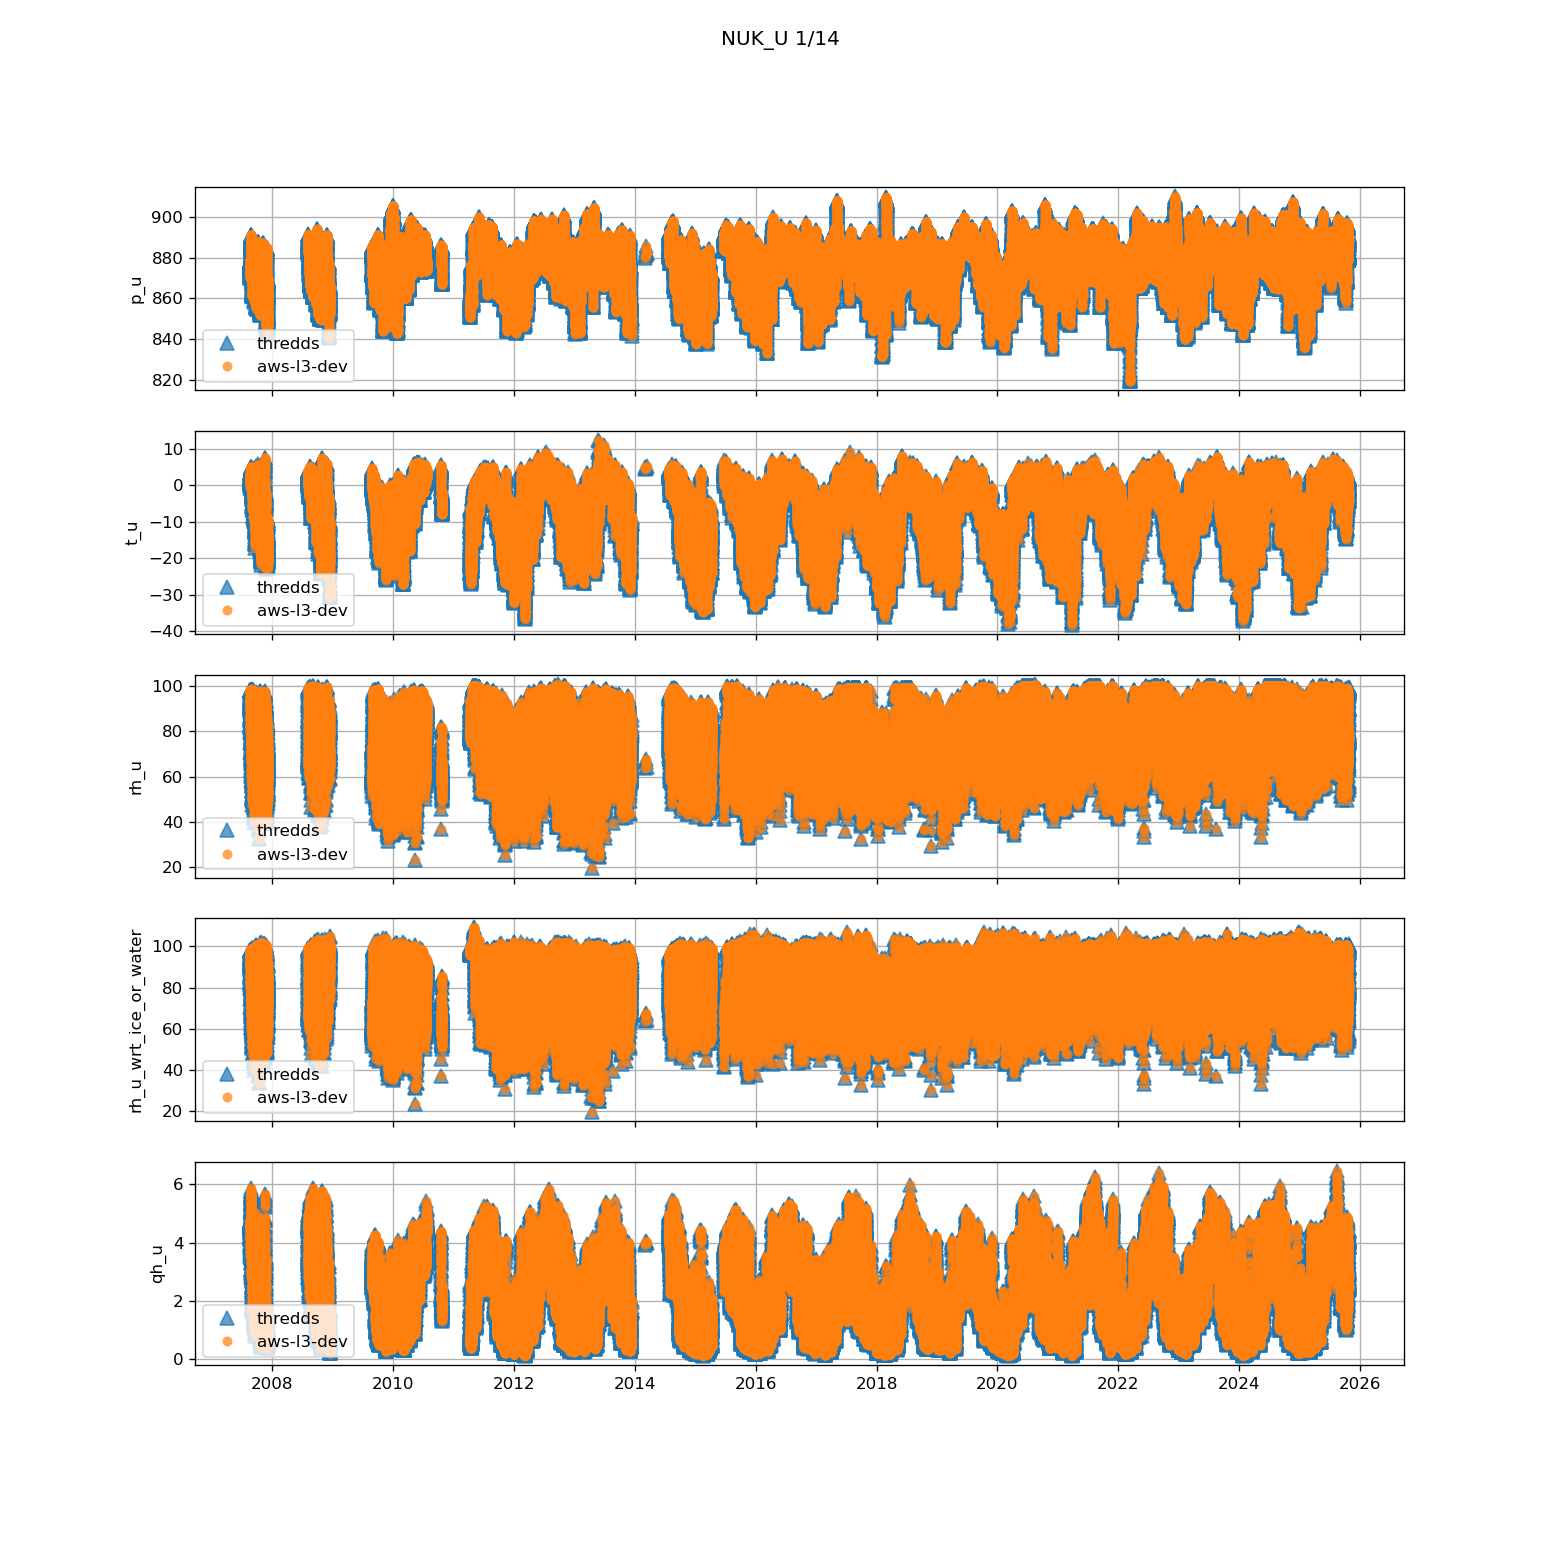 NUK_U 1/14
900
880
860
840
820
p_u
thredds
aws-l3-dev
10
0
−10
−20
−30
−40
t_u
thredds
aws-l3-dev
100
80
60
40
20
rh_u
thredds
aws-l3-dev
100
80
60
40
20
rh_u_wrt_ice_or_water
thredds
aws-l3-dev
6
4
2
0
qh_u
thredds
aws-l3-dev
2008 2010 2012 2014 2016 2018 2020 2022 2024 2026